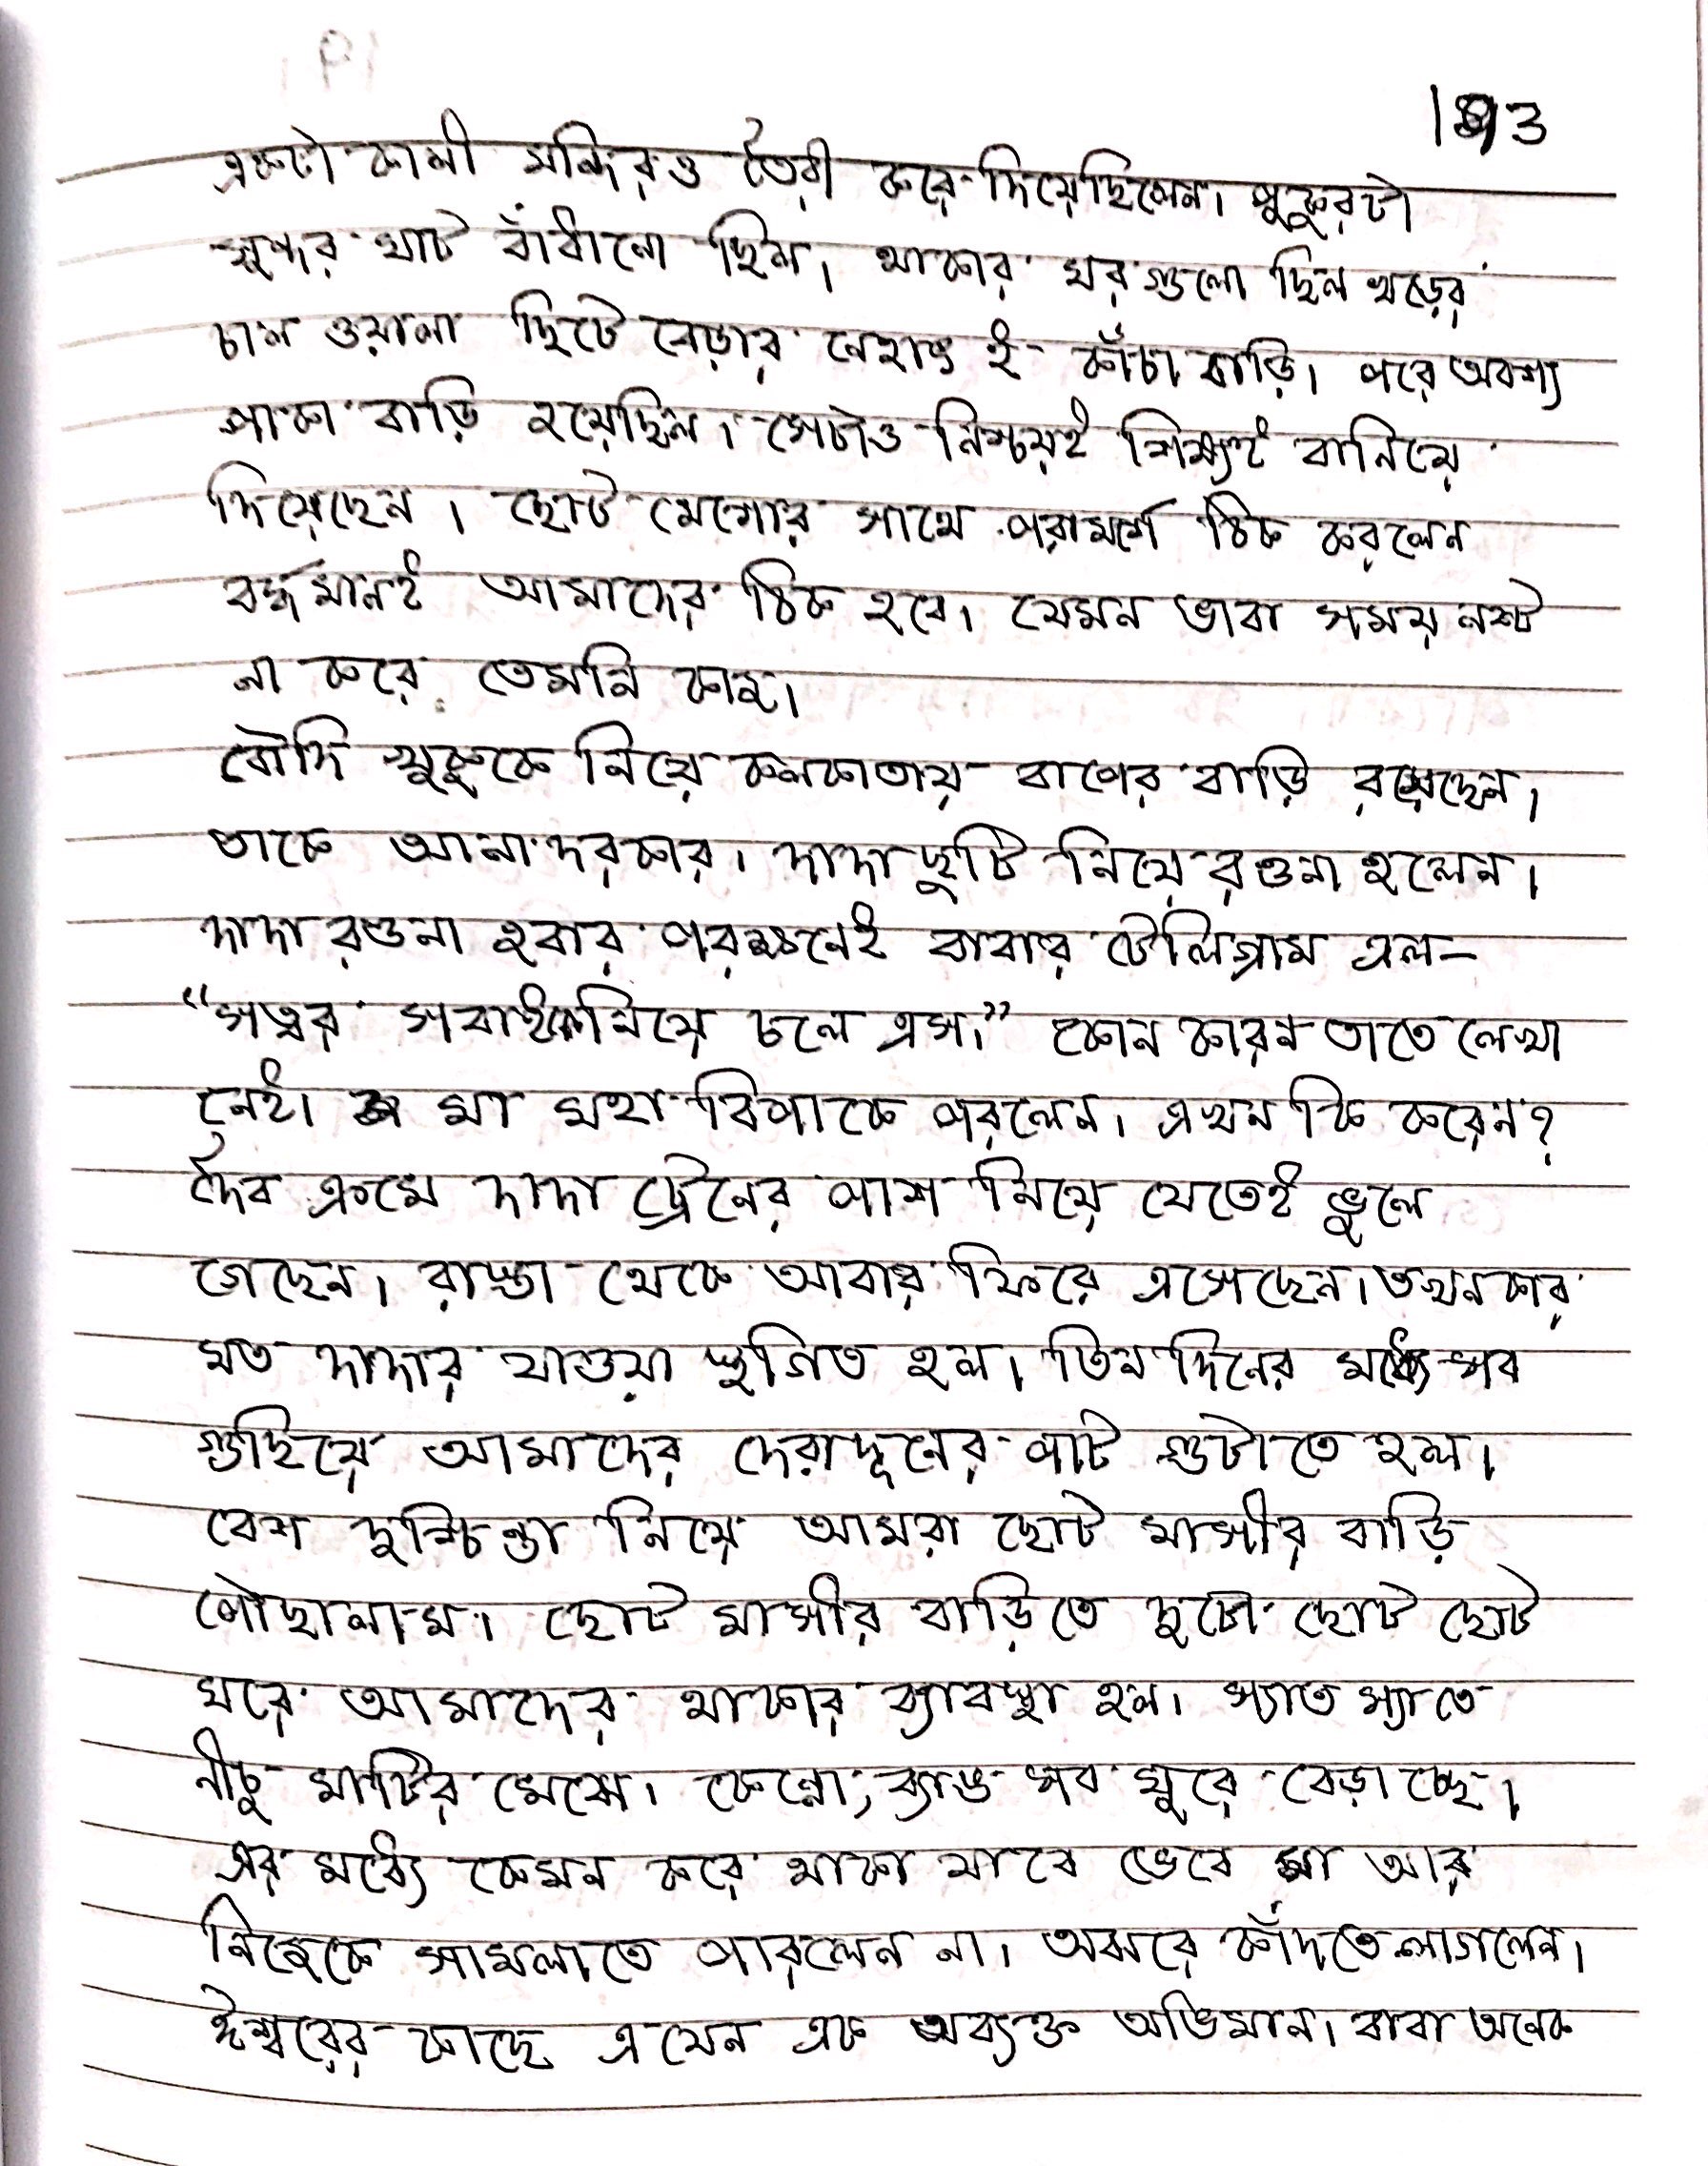 173
একটা কালী মন্দিরও তৈরী করে দিয়েছিলেন। পুকুরটা
সুন্দর ঘাট বাঁধানো ছিল। থাকার ঘর গুলো ছিল খড়ের
চাল ওয়ালা ছিটে বেড়ার নেহাৎ ই কাঁচা বাড়ি। পরে অবশ্য
পাকা বাড়ি হয়েছিল। সেটাও নিশ্চয়ই শিষ্যই বানিয়ে
দিয়েছেন। ছোট মেশোর সাথে পরামর্শে ঠিক করলেন
বর্দ্ধমানই আমাদের ঠিক হবে। যেমন ভাবা সময় নষ্ট
না করে তেমনি কাজ।
বৌদি খুকুকে নিয়ে কলকাতায় বাপের বাড়ি রয়েছেন।
তাকে আনা দরকার। দাদা ছুটি নিয়ে রওনা হলেন।
দাদা রওনা হবার পরক্ষনেই বাবার টেলিগ্রাম এল—
“সত্বর সবাইকে নিয়ে চলে এস।” কোন কারন তাতে লেখা
নেই। মা মহা বিপাকে পরলেন। এখন কি করেন?
দৈব ক্রমে দাদা ট্রেনের পাশ নিয়ে যেতেই ভুলে
গেছেন। রাস্তা থেকে আবার ফিরে এসেছেন। তখনকার
মত দাদার যাওয়া স্থগিত হল। তিন দিনের মধ্যে সব
গুছিয়ে আমাদের দেরাদূনের পাট গুটাতে হল।
বেশ দুশ্চিন্তা নিয়ে আমরা ছোট মাসীর বাড়ি
পৌছালাম। ছোট মাসীর বাড়িতে দুটো ছোট ছোট
ঘরে আমাদের থাকার ব্যাবস্থা হল। স্যাত স্যাতে
নীচু মাটির মেঝে। কেন্নো, ব্যাঙ সব ঘুরে বেড়াচ্ছে।
এর মধ্যে কেমন করে থাকা যাবে ভেবে মা আর
নিজেকে সামলাতে পারলেন না। অঝরে কাঁদতে লাগলেন।
ঈশ্বরের কাছে এ যেন এক অব্যক্ত অভিমান। বাবা অনেক